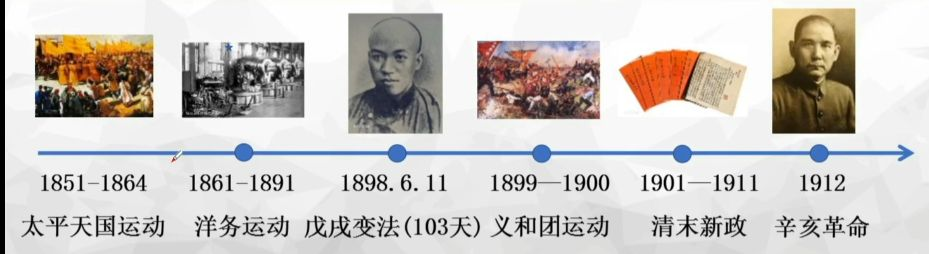 1851-1864 1861-1891 1898.6.11 1899—1900 1901—1911 1912
太平天国运动 洋务运动 戊戌变法(103天) 义和团运动 清末新政 辛亥革命